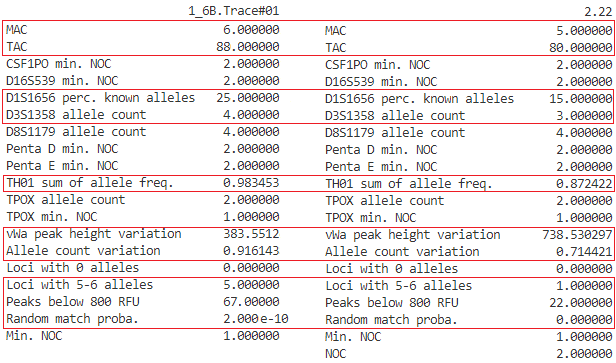 1_6B.Trace#01 2.22
MAC 6.000000 MAC 5.000000
TAC 88.000000 TAC 80.000000
CSF1PO min. NOC 2.000000 CSF1PO min. NOC 2.000000
D16S539 min. NOC 2.000000 D16S539 min. NOC 2.000000
D1S1656 perc. known alleles 25.000000 D1S1656 perc. known alleles 15.000000
D3S1358 allele count 4.000000 D3S1358 allele count 3.000000
D8S1179 allele count 4.000000 D8S1179 allele count 4.000000
Penta D min. NOC 2.000000 Penta D min. NOC 2.000000
Penta E min. NOC 2.000000 Penta E min. NOC 2.000000
TH01 sum of allele freq. 0.983453 TH01 sum of allele freq. 0.872422
TPOX allele count 2.000000 TPOX allele count 2.000000
TPOX min. NOC 1.000000 TPOX min. NOC 1.000000
vWa peak height variation 383.5512 vWa peak height variation 738.530297
Allele count variation 0.916143 Allele count variation 0.714421
Loci with 0 alleles 0.000000 Loci with 0 alleles 0.000000
Loci with 5-6 alleles 5.000000 Loci with 5-6 alleles 1.000000
Peaks below 800 RFU 67.00000 Peaks below 800 RFU 22.000000
Random match proba. 2.000e-10 Random match proba. 0.000000
Min. NOC 1.000000 Min. NOC 1.000000
NOC 2.000000